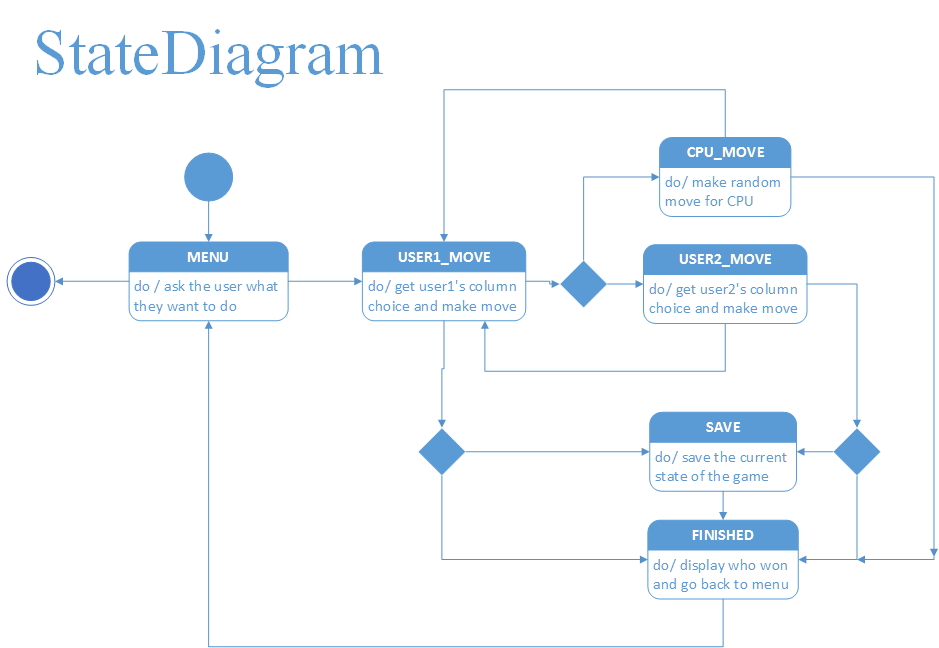 StateDiagram
CPU_MOVE
do/ make random
move for CPU
MENU
do / ask the user what
they want to do
USER1_MOVE
do/ get user1's column
choice and make move
USER2_MOVE
do/ get user2's column
choice and make move
SAVE
do/ save the current
state of the game
FINISHED
do/ display who won
and go back to menu